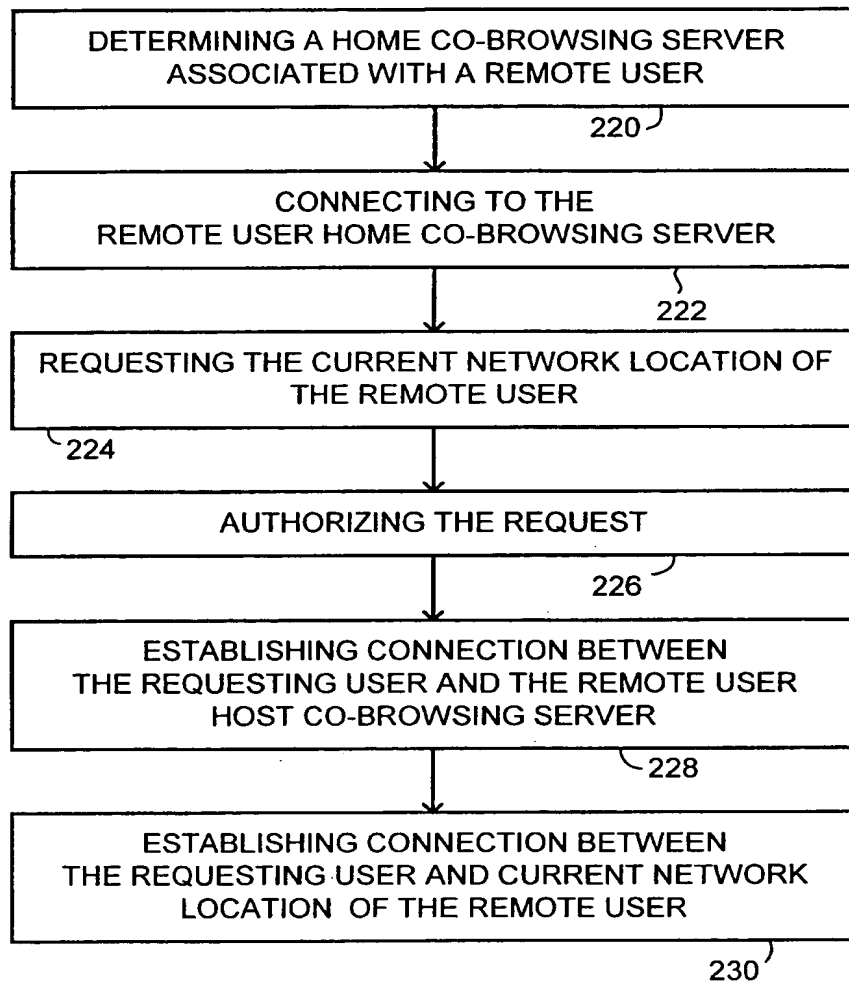 DETERMINING A HOME CO-BROWSING SERVER
ASSOCIATED WITH A REMOTE USER
220
CONNECTING TO THE
REMOTE USER HOME CO-BROWSING SERVER
222
REQUESTING THE CURRENT NETWORK LOCATION OF
THE REMOTE USER
224
AUTHORIZING THE REQUEST
226
ESTABLISHING CONNECTION BETWEEN
THE REQUESTING USER AND THE REMOTE USER
HOST CO-BROWSING SERVER
228
ESTABLISHING CONNECTION BETWEEN
THE REQUESTING USER AND CURRENT NETWORK
LOCATION OF THE REMOTE USER
230